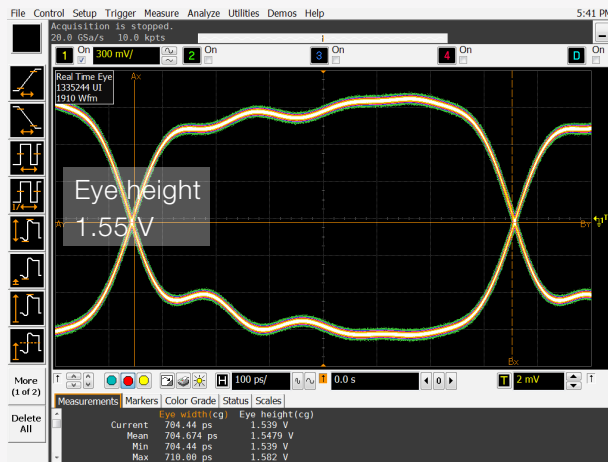 File Control Setup Trigger Measure Analyze Utilities Demos Help 5:41 PM
Acquisition is stopped.
20.0 GSa/s 10.0 kpts
1 On 300 mV/ 2 On 3 On 4 On D On
Real Time Eye
1335244 UI
1910 Wfm
Ax
Eye height
1.55 V
Ay
By
Bx
More
(1 of 2)
Delete
All
H 100 ps/ 0.0 s 0 T 2 mV
Measurements Markers Color Grade Status Scales
Eye width(cg) Eye height(cg)
Current 704.44 ps 1.539 V
Mean 704.674 ps 1.5479 V
Min 704.44 ps 1.539 V
Max 710.00 ps 1.582 V